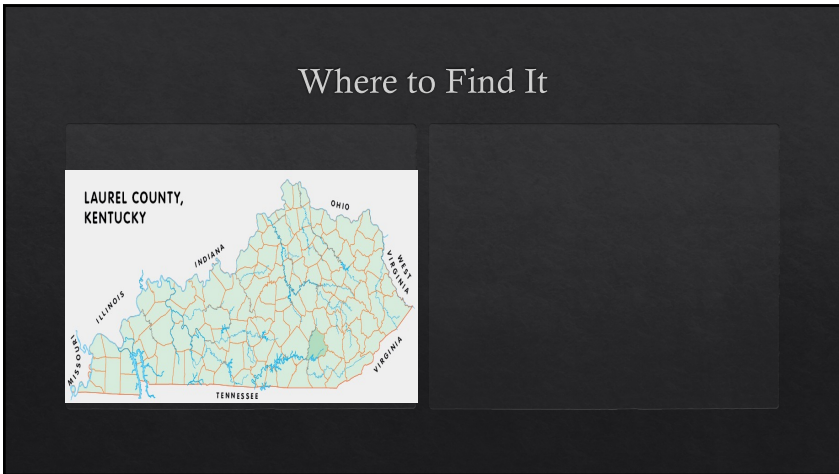 Where to Find It
LAUREL COUNTY,
KENTUCKY
OHIO
INDIANA
WEST
VIRGINIA
ILLINOIS
MISSOURI
VIRGINIA
TENNESSEE